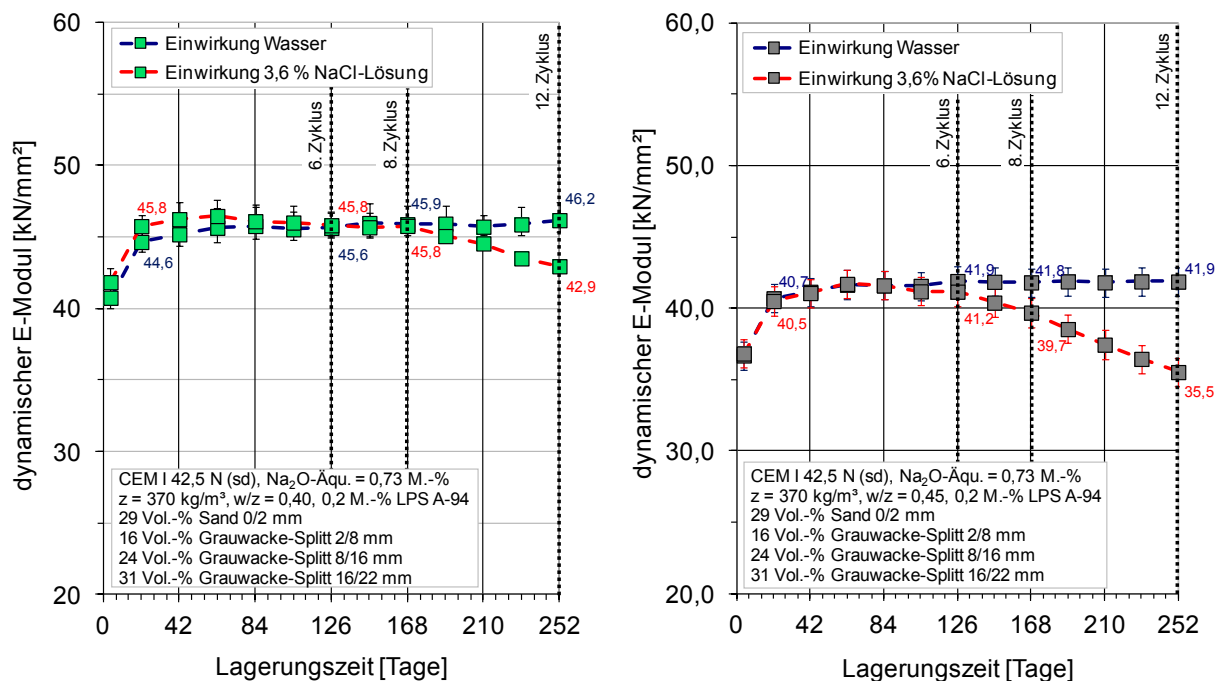 dynamischer E-Modul [kN/mm²]
60
50
40
30
20
Einwirkung Wasser
Einwirkung 3,6 % NaCl-Lösung
6. Zyklus
8. Zyklus
12. Zyklus
45,8
44,6
45,8
45,6
45,9
45,8
46,2
42,9
CEM I 42,5 N (sd), Na₂O-Äqu. = 0,73 M.-%
z = 370 kg/m³, w/z = 0,40, 0,2 M.-% LPS A-94
29 Vol.-% Sand 0/2 mm
16 Vol.-% Grauwacke-Splitt 2/8 mm
24 Vol.-% Grauwacke-Splitt 8/16 mm
31 Vol.-% Grauwacke-Splitt 16/22 mm
0 42 84 126 168 210 252
Lagerungszeit [Tage]
dynamischer E-Modul [kN/mm²]
60,0
50,0
40,0
30,0
20,0
Einwirkung Wasser
Einwirkung 3,6% NaCl-Lösung
6. Zyklus
8. Zyklus
12. Zyklus
40,7
40,5
41,9
41,2
41,8
39,7
41,9
35,5
CEM I 42,5 N (sd), Na₂O-Äqu. = 0,73 M.-%
z = 370 kg/m³, w/z = 0,45, 0,2 M.-% LPS A-94
29 Vol.-% Sand 0/2 mm
16 Vol.-% Grauwacke-Splitt 2/8 mm
24 Vol.-% Grauwacke-Splitt 8/16 mm
31 Vol.-% Grauwacke-Splitt 16/22 mm
0 42 84 126 168 210 252
Lagerungszeit [Tage]